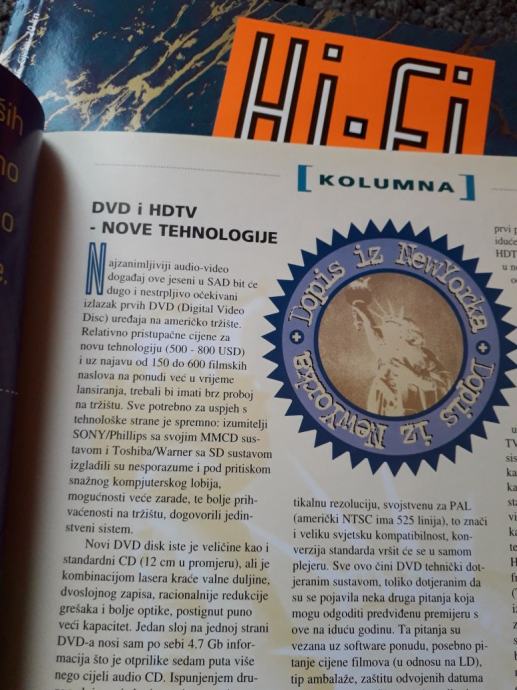 Hi-Fi
ših
no
o
e.
[ KOLUMNA ]
DVD i HDTV
- NOVE TEHNOLOGIJE
Najzanimljiviji audio-video
događaj ove jeseni u SAD bit će
dugo i nestrpljivo očekivani
izlazak prvih DVD (Digital Video
Disc) uređaja na američko tržište.
Relativno pristupačne cijene za
novu tehnologiju (500 - 800 USD)
i uz najavu od 150 do 600 filmskih
naslova na ponudi već u vrijeme
lansiranja, trebali bi imati brz proboj
na tržištu. Sve potrebno za uspjeh s
tehnološke strane je spremno: izumitelji
SONY/Phillips sa svojim MMCD sus-
tavom i Toshiba/Warner sa SD sustavom
izgladili su nesporazume i pod pritiskom
snažnog kompjuterskog lobija,
mogućnosti veće zarade, te bolje prih-
vaćenosti na tržištu, dogovorili jedin-
stveni sistem.
Novi DVD disk iste je veličine kao i
standardni CD (12 cm u promjeru), ali je
kombinacijom lasera kraće valne duljine,
dvoslojnog zapisa, racionalnije redukcije
grešaka i bolje optike, postignut puno
veći kapacitet. Jedan sloj na jednoj strani
DVD-a nosi sam po sebi 4.7 Gb infor-
macija što je otprilike sedam puta više
nego cijeli audio CD. Ispunjenjem dru-
Dopis iz NewYorka
Dopis iz NewYorka
tikalnu rezoluciju, svojstvenu za PAL
(američki NTSC ima 525 linija), to znači
i veliku svjetsku kompatibilnost, kon-
verzija standarda vršit će se u samom
plejeru. Sve ovo čini DVD tehnički dot-
jeranim sustavom, toliko dotjeranim da
su se pojavila neka druga pitanja koja
mogu odgoditi predviđenu premijeru s
ove na iduću godinu. Ta pitanja su
vezana uz software ponudu, posebno pi-
tanje cijene filmova (u odnosu na LD),
tip ambalaže, zaštitu odvojenih datuma
prvi
iduće
HDT
u